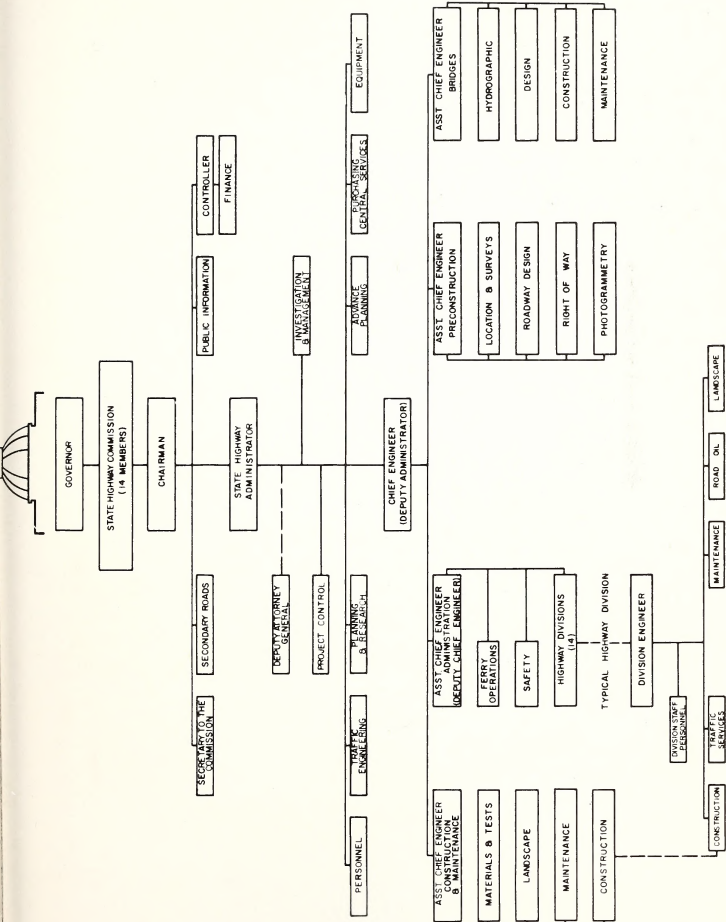 GOVERNOR
STATE HIGHWAY COMMISSION
(14 MEMBERS)
CHAIRMAN
SECRETARY TO THE
COMMISSION
SECONDARY ROADS
PUBLIC INFORMATION
CONTROLLER
FINANCE
STATE HIGHWAY
ADMINISTRATOR
DEPUTY ATTORNEY
GENERAL
PROJECT CONTROL
INVESTIGATION
& MANAGEMENT
PERSONNEL
TRAFFIC
ENGINEERING
PLANNING
& RESEARCH
ADVANCE
PLANNING
PURCHASING
CENTRAL SERVICES
EQUIPMENT
CHIEF ENGINEER
(DEPUTY ADMINISTRATOR)
ASST CHIEF ENGINEER
CONSTRUCTION
& MAINTENANCE
MATERIALS & TESTS
LANDSCAPE
MAINTENANCE
CONSTRUCTION
ASST CHIEF ENGINEER
ADMINISTRATION
(DEPUTY CHIEF ENGINEER)
FERRY
OPERATIONS
SAFETY
HIGHWAY DIVISIONS
(14)
TYPICAL HIGHWAY DIVISION
DIVISION ENGINEER
DIVISION STAFF
PERSONNEL
CONSTRUCTION
TRAFFIC
SERVICES
MAINTENANCE
ROAD OIL
LANDSCAPE
ASST. CHIEF ENGINEER
PRECONSTRUCTION
LOCATION & SURVEYS
ROADWAY DESIGN
RIGHT OF WAY
PHOTOGRAMMETRY
ASST CHIEF ENGINEER
BRIDGES
HYDROGRAPHIC
DESIGN
CONSTRUCTION
MAINTENANCE